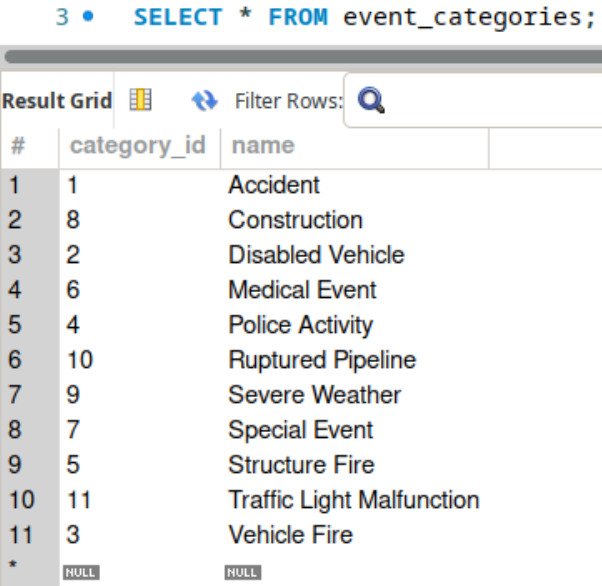 3 SELECT * FROM event_categories;
Result Grid Filter Rows:
# category_id name
1 1 Accident
2 8 Construction
3 2 Disabled Vehicle
4 6 Medical Event
5 4 Police Activity
6 10 Ruptured Pipeline
7 9 Severe Weather
8 7 Special Event
9 5 Structure Fire
10 11 Traffic Light Malfunction
11 3 Vehicle Fire
* NULL NULL